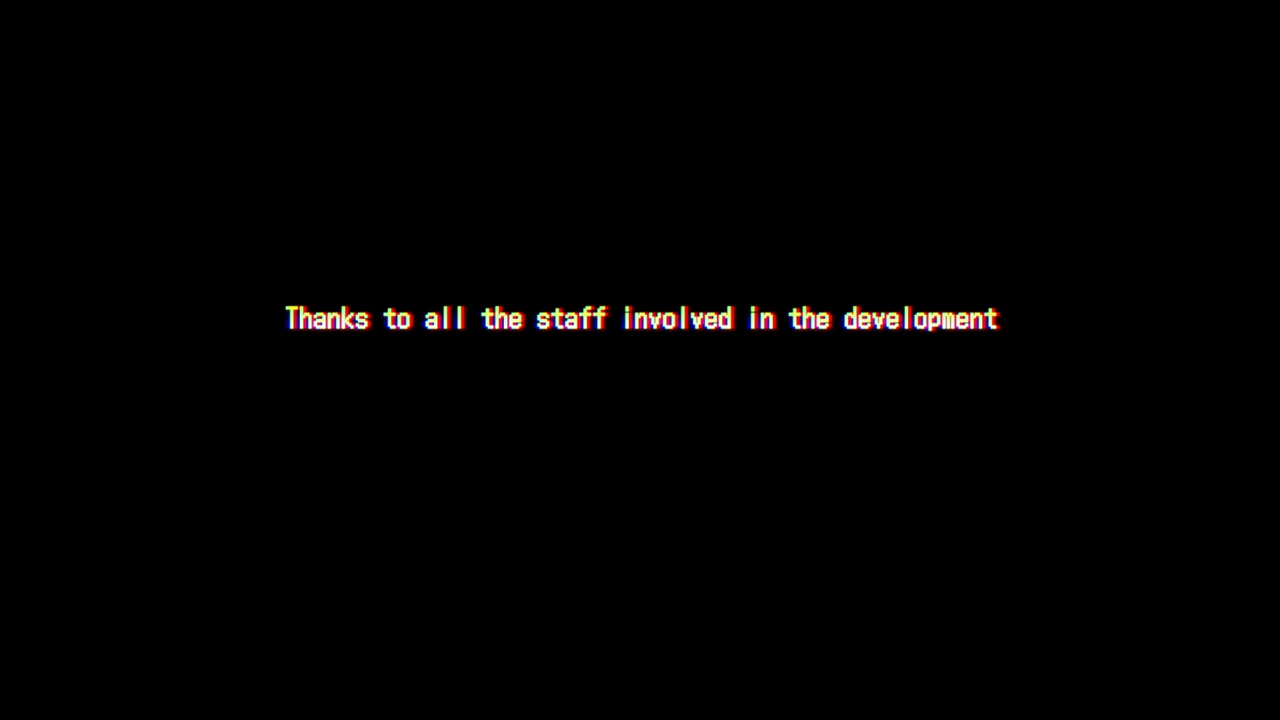 Thanks to all the staff involved in the development